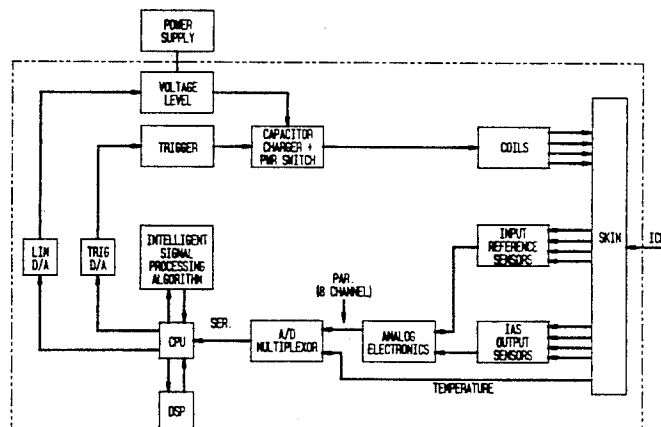 POWER
SUPPLY
VOLTAGE
LEVEL
TRIGGER
CAPACITOR
CHARGER +
PWR SWITCH
COILS
LIM
D/A
TRIG
D/A
INTELLIGENT
SIGNAL
PROCESSING
ALGORITHM
INPUT
REFERENCE
SENSORS
SKIN
ICE
PAR.
(8 CHANNEL)
SER.
CPU
A/D
MULTIPLEXOR
ANALOG
ELECTRONICS
IAS
OUTPUT
SENSORS
TEMPERATURE
DSP